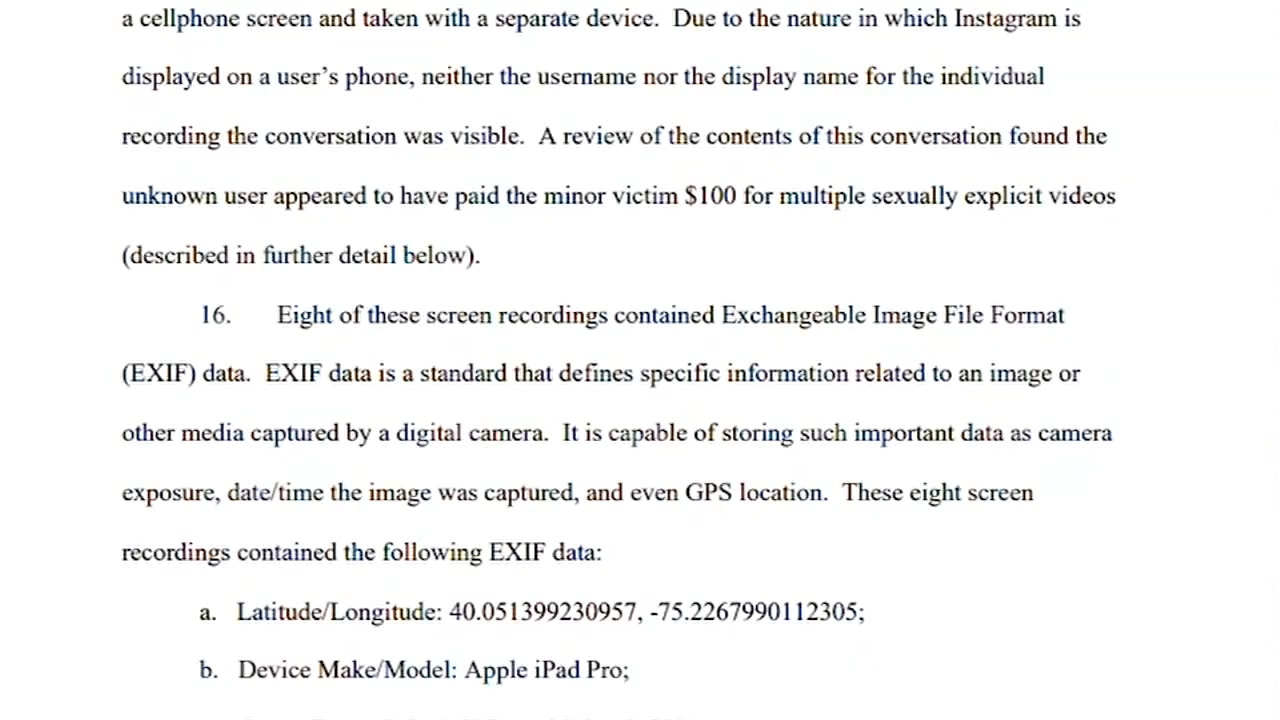 a cellphone screen and taken with a separate device.  Due to the nature in which Instagram is
displayed on a user’s phone, neither the username nor the display name for the individual
recording the conversation was visible.  A review of the contents of this conversation found the
unknown user appeared to have paid the minor victim $100 for multiple sexually explicit videos
(described in further detail below).
16. Eight of these screen recordings contained Exchangeable Image File Format
(EXIF) data.  EXIF data is a standard that defines specific information related to an image or
other media captured by a digital camera.  It is capable of storing such important data as camera
exposure, date/time the image was captured, and even GPS location.  These eight screen
recordings contained the following EXIF data:
a. Latitude/Longitude: 40.051399230957, -75.2267990112305;
b. Device Make/Model: Apple iPad Pro;